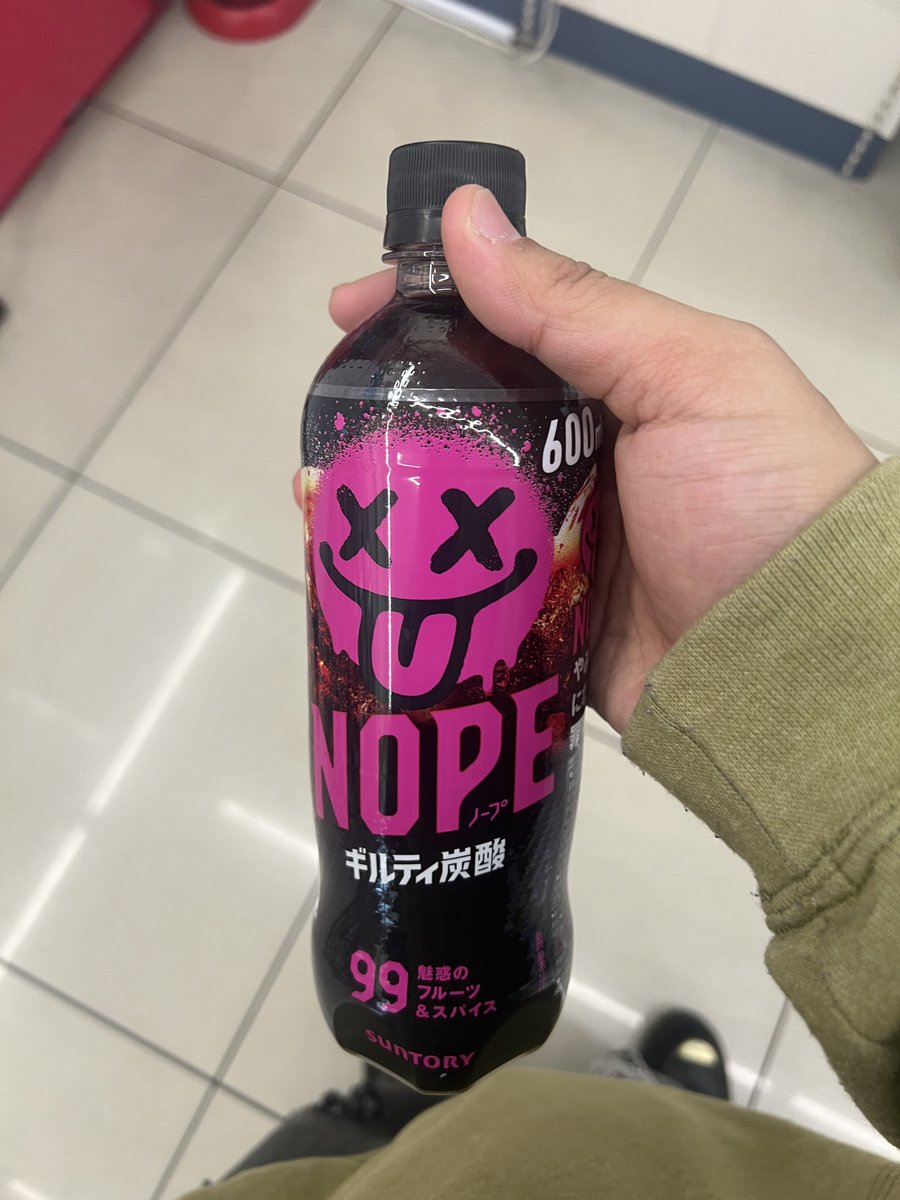 600m
NOPE
ノープ
ギルティ炭酸
99
魅惑の
フルーツ
&スパイス
SUNTORY